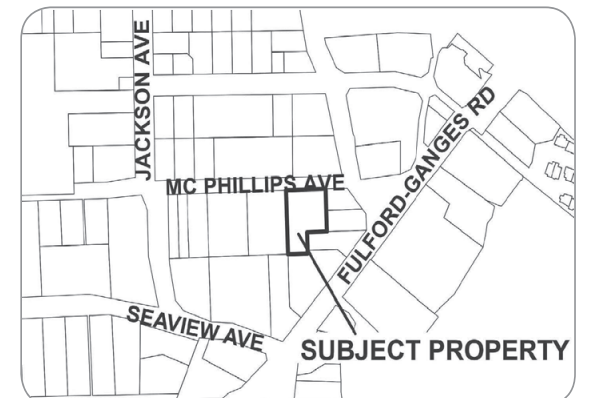 JACKSON AVE
MC PHILLIPS AVE
FULFORD-GANGES RD
SEAVIEW AVE
SUBJECT PROPERTY